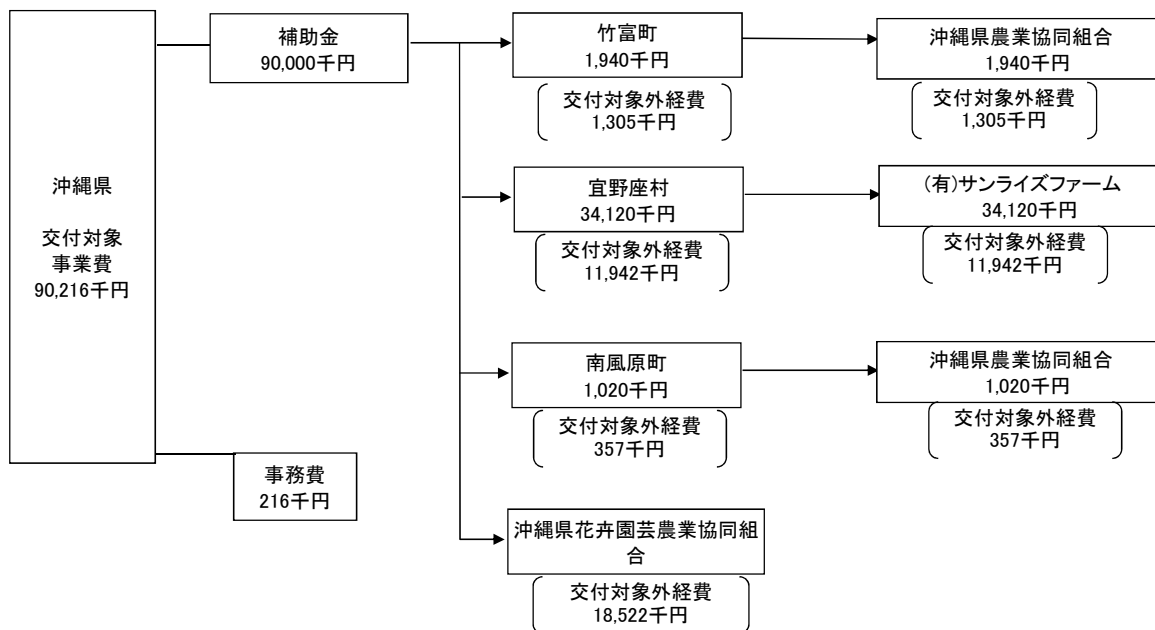 沖縄県
交付対象
事業費
90,216千円
補助金
90,000千円
事務費
216千円
竹富町
1,940千円
交付対象外経費
1,305千円
沖縄県農業協同組合
1,940千円
交付対象外経費
1,305千円
宜野座村
34,120千円
交付対象外経費
11,942千円
(有)サンライズファーム
34,120千円
交付対象外経費
11,942千円
南風原町
1,020千円
交付対象外経費
357千円
沖縄県農業協同組合
1,020千円
交付対象外経費
357千円
沖縄県花卉園芸農業協同組
合
交付対象外経費
18,522千円